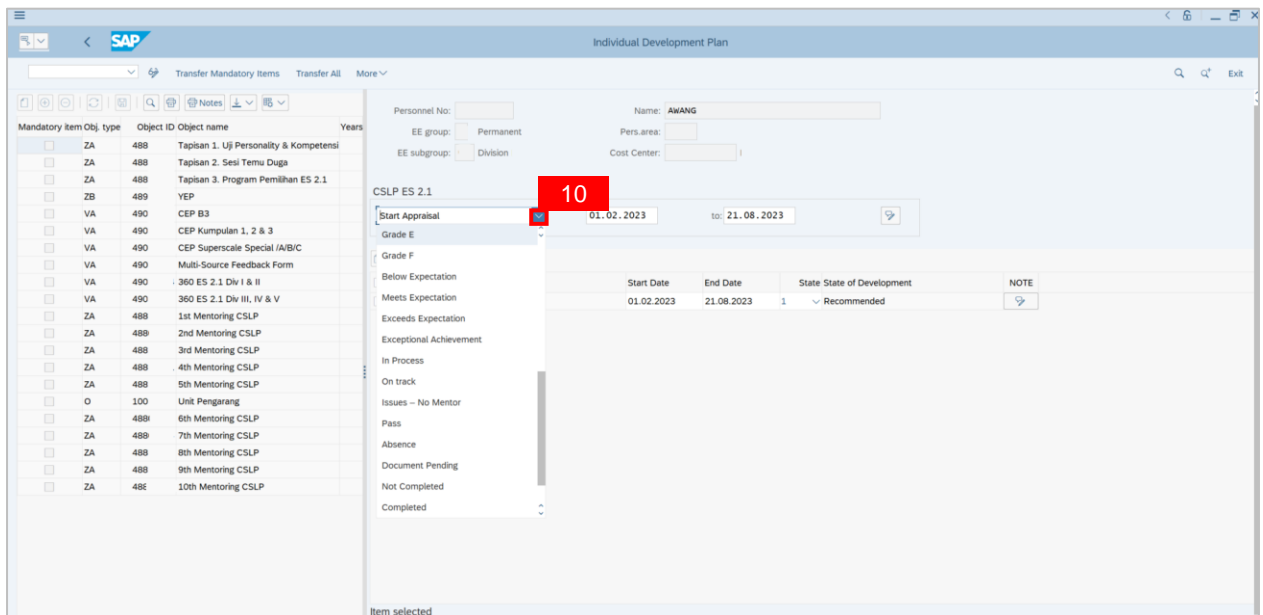 SAP
Individual Development Plan
Transfer Mandatory Items Transfer All More
Exit
Notes
Mandatory item Obj. type Object ID Object name Years
ZA 488 Tapisan 1. Uji Personality & Kompetensi
ZA 488 Tapisan 2. Sesi Temu Duga
ZA 488 Tapisan 3. Program Pemilihan ES 2.1
ZB 489 YEP
VA 490 CEP B3
VA 490 CEP Kumpulan 1, 2 & 3
VA 490 CEP Superscale Special /A/B/C
VA 490 Multi-Source Feedback Form
VA 490 360 ES 2.1 Div I & II
VA 490 360 ES 2.1 Div III, IV & V
ZA 488 1st Mentoring CSLP
ZA 488 2nd Mentoring CSLP
ZA 488 3rd Mentoring CSLP
ZA 488 4th Mentoring CSLP
ZA 488 5th Mentoring CSLP
O 100 Unit Pengarang
ZA 488 6th Mentoring CSLP
ZA 488 7th Mentoring CSLP
ZA 488 8th Mentoring CSLP
ZA 488 9th Mentoring CSLP
ZA 48 10th Mentoring CSLP
Personnel No: Name: AWANG
EE group: Permanent Pers.area:
EE subgroup: Division Cost Center:
CSLP ES 2.1
10
Start Appraisal 01.02.2023 to: 21.08.2023
Grade E
Grade F
Below Expectation
Meets Expectation
Exceeds Expectation
Exceptional Achievement
In Process
On track
Issues – No Mentor
Pass
Absence
Document Pending
Not Completed
Completed
Start Date End Date State State of Development NOTE
01.02.2023 21.08.2023 1 Recommended
Item selected